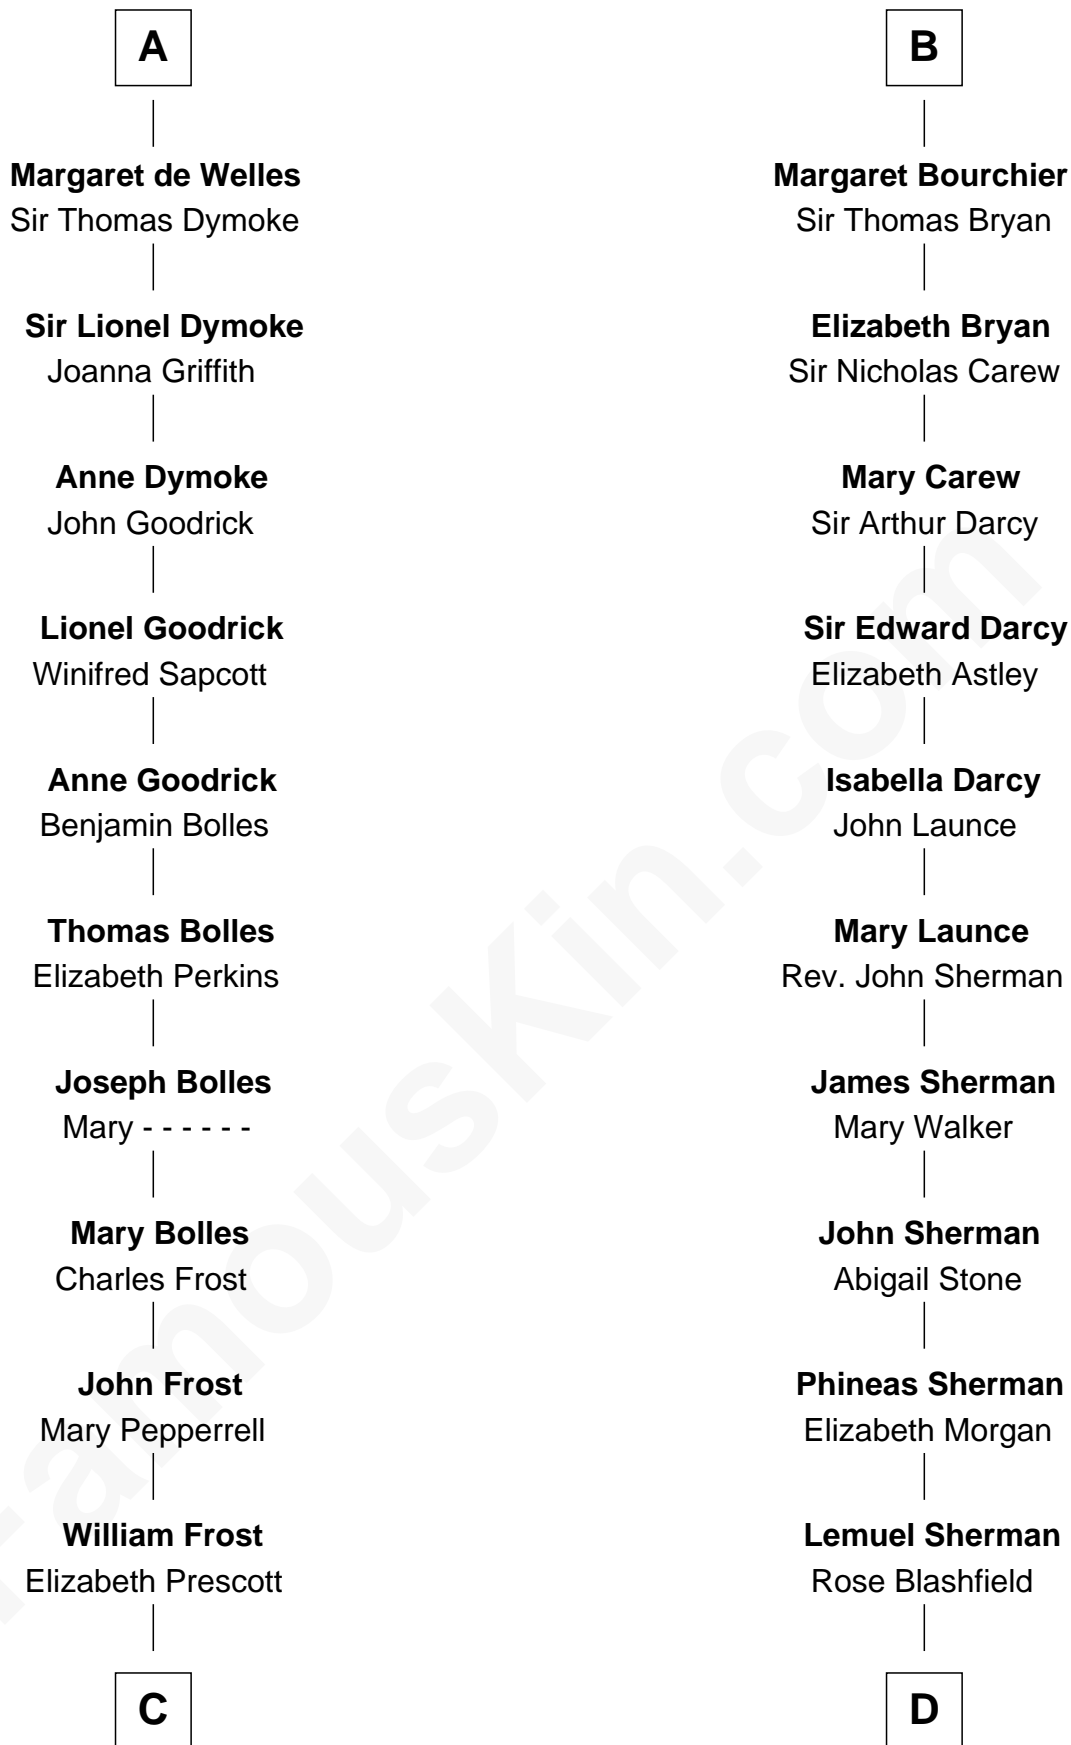 A
Margaret de Welles
Sir Thomas Dymoke
Sir Lionel Dymoke
Joanna Griffith
Anne Dymoke
John Goodrick
Lionel Goodrick
Winifred Sapcott
Anne Goodrick
Benjamin Bolles
Thomas Bolles
Elizabeth Perkins
Joseph Bolles
Mary - - - - - -
Mary Bolles
Charles Frost
John Frost
Mary Pepperrell
William Frost
Elizabeth Prescott
C
B
Margaret Bourchier
Sir Thomas Bryan
Elizabeth Bryan
Sir Nicholas Carew
Mary Carew
Sir Arthur Darcy
Sir Edward Darcy
Elizabeth Astley
Isabella Darcy
John Launce
Mary Launce
Rev. John Sherman
James Sherman
Mary Walker
John Sherman
Abigail Stone
Phineas Sherman
Elizabeth Morgan
Lemuel Sherman
Rose Blashfield
D
FamousKin.com